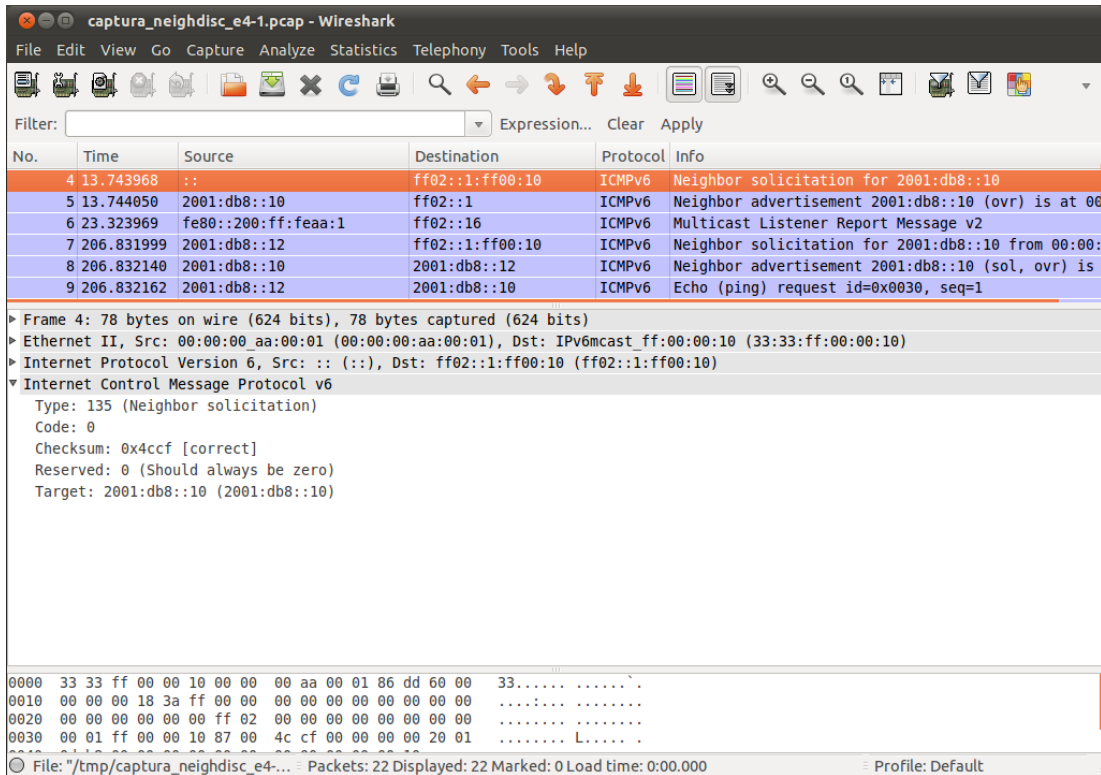 captura_neighdisc_e4-1.pcap - Wireshark
File Edit View Go Capture Analyze Statistics Telephony Tools Help
Filter: Expression... Clear Apply
No. Time Source Destination Protocol Info
4 13.743968 :: ff02::1:ff00:10 ICMPv6 Neighbor solicitation for 2001:db8::10
5 13.744050 2001:db8::10 ff02::1 ICMPv6 Neighbor advertisement 2001:db8::10 (ovr) is at 00
6 23.323969 fe80::200:ff:feaa:1 ff02::16 ICMPv6 Multicast Listener Report Message v2
7 206.831999 2001:db8::12 ff02::1:ff00:10 ICMPv6 Neighbor solicitation for 2001:db8::10 from 00:00:
8 206.832140 2001:db8::10 2001:db8::12 ICMPv6 Neighbor advertisement 2001:db8::10 (sol, ovr) is
9 206.832162 2001:db8::12 2001:db8::10 ICMPv6 Echo (ping) request id=0x0030, seq=1
Frame 4: 78 bytes on wire (624 bits), 78 bytes captured (624 bits)
Ethernet II, Src: 00:00:00_aa:00:01 (00:00:00:aa:00:01), Dst: IPv6mcast_ff:00:00:10 (33:33:ff:00:00:10)
Internet Protocol Version 6, Src: :: (::), Dst: ff02::1:ff00:10 (ff02::1:ff00:10)
Internet Control Message Protocol v6
Type: 135 (Neighbor solicitation)
Code: 0
Checksum: 0x4ccf [correct]
Reserved: 0 (Should always be zero)
Target: 2001:db8::10 (2001:db8::10)
0000 33 33 ff 00 00 10 00 00 00 aa 00 01 86 dd 60 00 33...... ......`.
0010 00 00 00 18 3a ff 00 00 00 00 00 00 00 00 00 00 ....:... ........
0020 00 00 00 00 00 00 ff 02 00 00 00 00 00 00 00 00 ........ ........
0030 00 01 ff 00 00 10 87 00 4c cf 00 00 00 00 20 01 ........ L..... .
File: "/tmp/captura_neighdisc_e4-... Packets: 22 Displayed: 22 Marked: 0 Load time: 0:00.000 Profile: Default